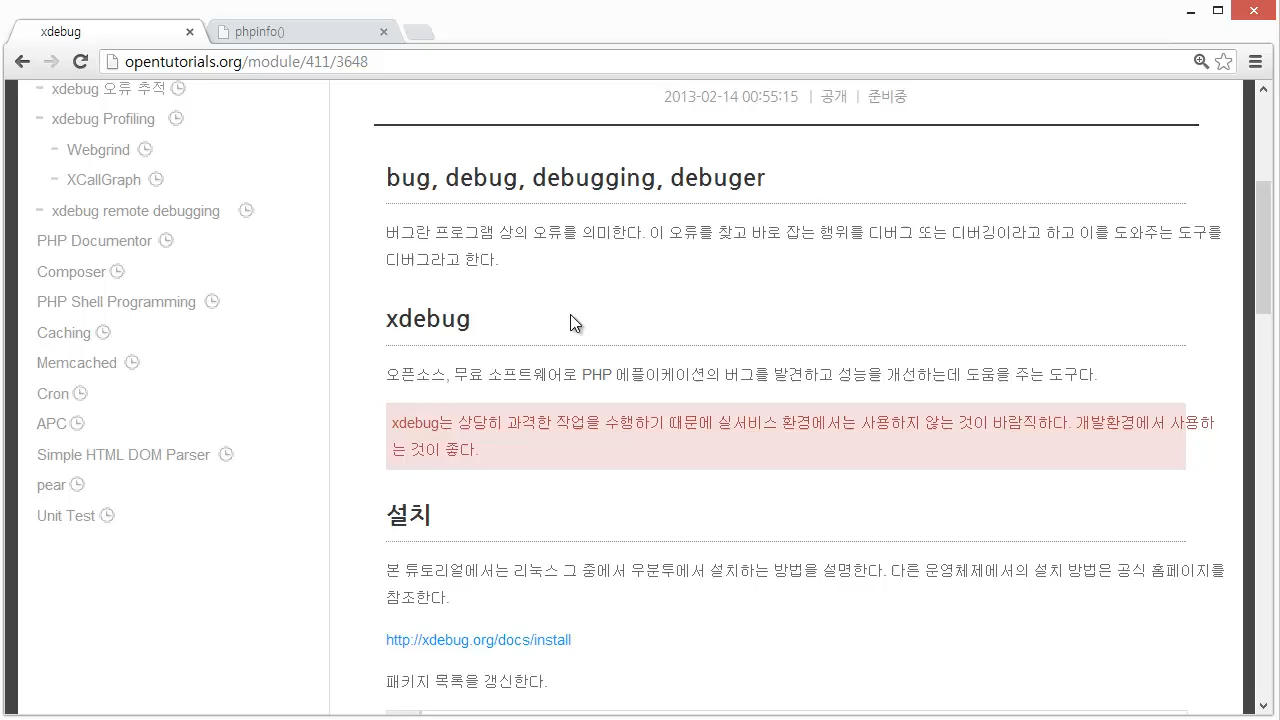 xdebug
phpinfo()
opentutorials.org/module/411/3648
xdebug 오류 추적
xdebug Profiling
Webgrind
XCallGraph
xdebug remote debugging
PHP Documentor
Composer
PHP Shell Programming
Caching
Memcached
Cron
APC
Simple HTML DOM Parser
pear
Unit Test
2013-02-14 00:55:15 | 공개 | 준비중
bug, debug, debugging, debuger
버그란 프로그램 상의 오류를 의미한다. 이 오류를 찾고 바로 잡는 행위를 디버그 또는 디버깅이라고 하고 이를 도와주는 도구를
디버그라고 한다.
xdebug
오픈소스, 무료 소프트웨어로 PHP 에플이케이션의 버그를 발견하고 성능을 개선하는데 도움을 주는 도구다.
xdebug는 상당히 과격한 작업을 수행하기 때문에 실서비스 환경에서는 사용하지 않는 것이 바람직하다. 개발환경에서 사용하
는 것이 좋다.
설치
본 튜토리얼에서는 리눅스 그 중에서 우분투에서 설치하는 방법을 설명한다. 다른 운영체제에서의 설치 방법은 공식 홈페이지를
참조한다.
http://xdebug.org/docs/install
패키지 목록을 갱신한다.